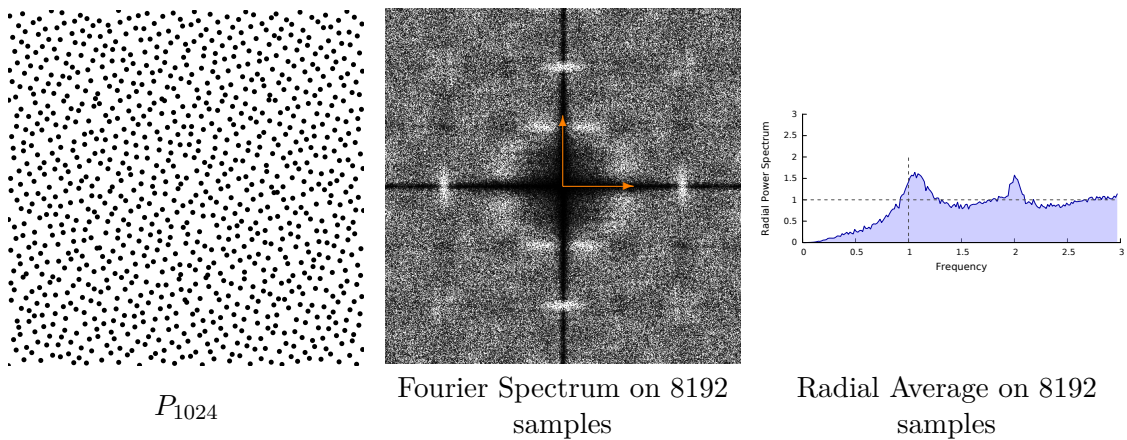 3
2.5
2
1.5
1
0.5
0
Radial Power Spectrum
0 0.5 1 1.5 2 2.5 3
Frequency
P1024
Fourier Spectrum on 8192
samples
Radial Average on 8192
samples